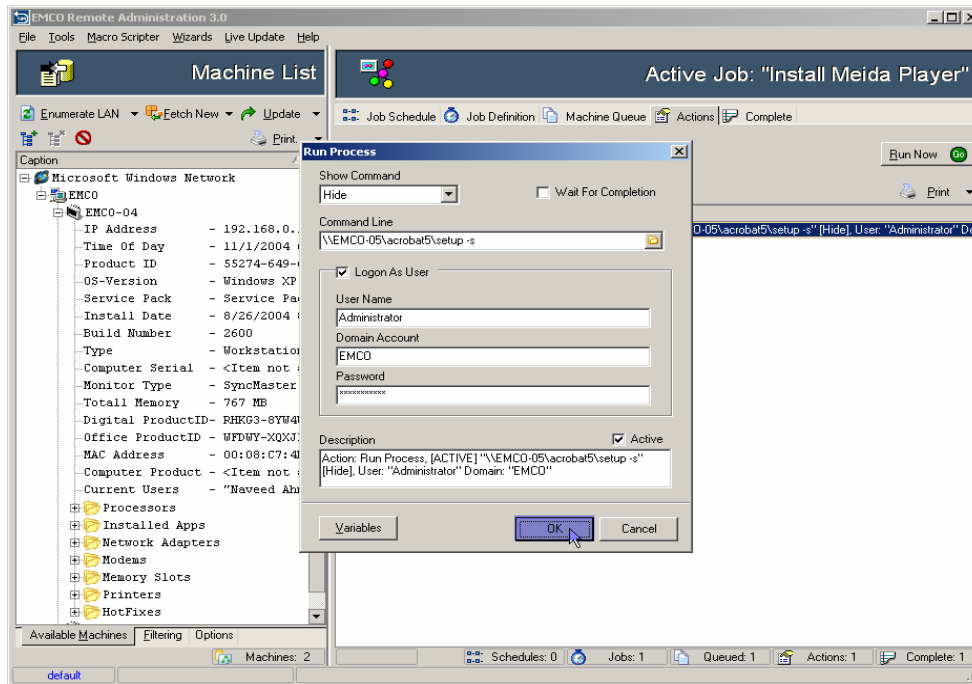 EMCO Remote Administration 3.0
File Tools Macro Scripter Wizards Live Update Help
Machine List
Active Job: "Install Meida Player"
Enumerate LAN Fetch New Update
Print
Job Schedule Job Definition Machine Queue Actions Complete
Caption
Run Now Go
Print
Microsoft Windows Network
EMCO
EMCO-04
IP Address - 192.168.0.
Time Of Day - 11/1/2004
Product ID - 55274-649-
OS-Version - Windows XP
Service Pack - Service Pa
Install Date - 8/26/2004
Build Number - 2600
Type - Workstation
Computer Serial - <Item not
Monitor Type - SyncMaster
Totall Memory - 767 MB
Digital ProductID- RHKG3-8YW4
Office ProductID - WFDWY-XQXJ
MAC Address - 00:08:C7:4
Computer Product - <Item not
Current Users - "Naveed Ah
Processors
Installed Apps
Network Adapters
Modems
Memory Slots
Printers
HotFixes
Available Machines Filtering Options
Machines: 2
default
Run Process
Show Command
Hide
Wait For Completion
Command Line
\\EMCO-05\acrobat5\setup -s
Logon As User
User Name
Administrator
Domain Account
EMCO
Password
***********
Description
Active
Action: Run Process, [ACTIVE] "\\EMCO-05\acrobat5\setup -s"
[Hide], User: "Administrator" Domain: "EMCO"
Variables
OK
Cancel
0-05\acrobat5\setup -s" [Hide], User: "Administrator" Do
Schedules: 0 Jobs: 1 Queued: 1 Actions: 1 Complete: 1